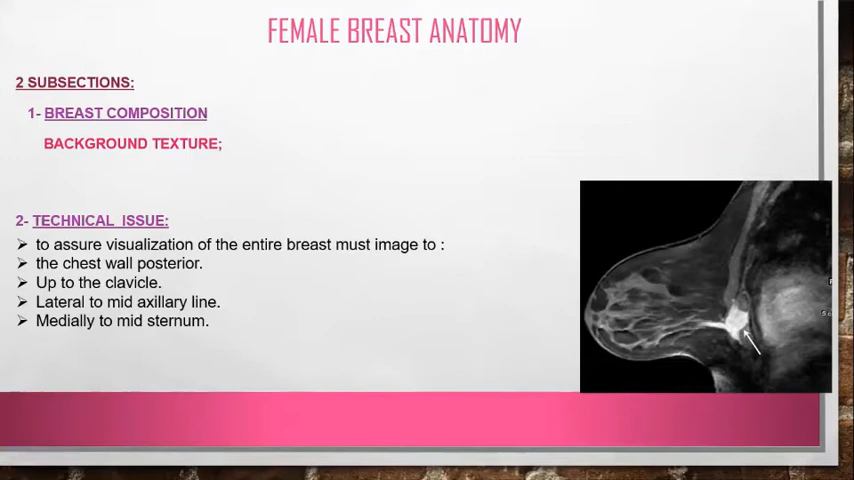 FEMALE BREAST ANATOMY
2 SUBSECTIONS:
1- BREAST COMPOSITION
BACKGROUND TEXTURE;
2- TECHNICAL ISSUE:
➢ to assure visualization of the entire breast must image to :
➢ the chest wall posterior.
➢ Up to the clavicle.
➢ Lateral to mid axillary line.
➢ Medially to mid sternum.